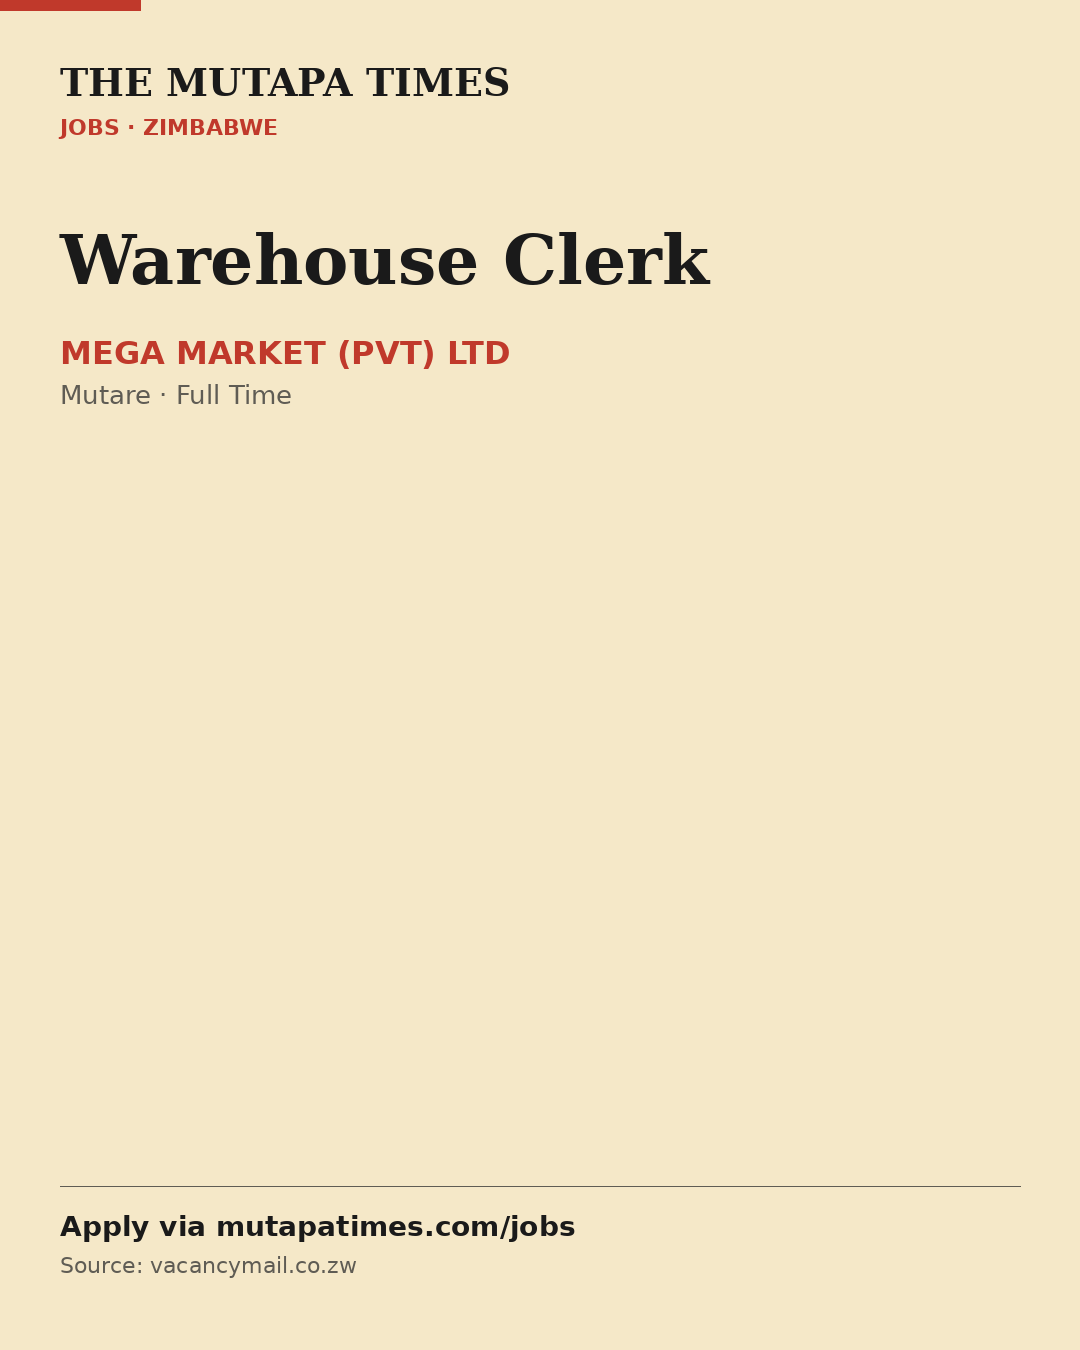 THE MUTAPA TIMES
JOBS · ZIMBABWE
Warehouse Clerk
MEGA MARKET (PVT) LTD
Mutare · Full Time
Apply via mutapatimes.com/jobs
Source: vacancymail.co.zw